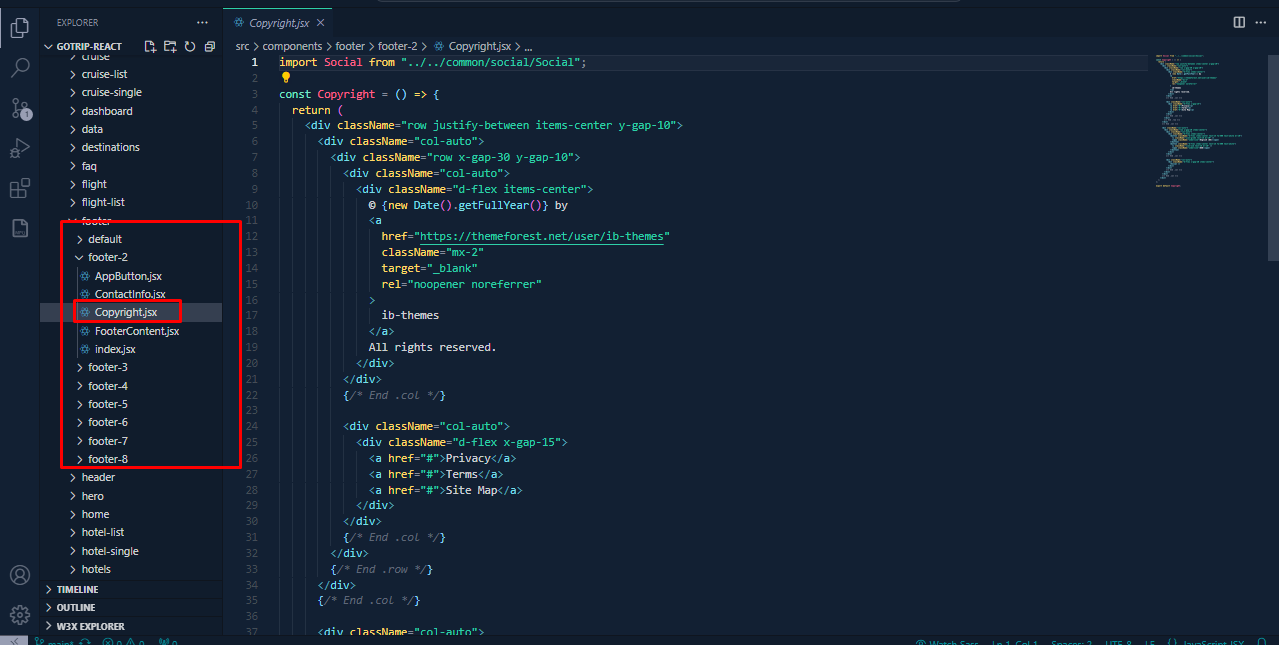 EXPLORER
GOTRIP-REACT
cruise
cruise-list
cruise-single
dashboard
data
destinations
faq
flight
flight-list
footer
default
footer-2
AppButton.jsx
ContactInfo.jsx
Copyright.jsx
FooterContent.jsx
index.jsx
footer-3
footer-4
footer-5
footer-6
footer-7
footer-8
header
hero
home
hotel-list
hotel-single
hotels
TIMELINE
OUTLINE
W3X EXPLORER
1
Copyright.jsx
src > components > footer > footer-2 > Copyright.jsx > ...
1 import Social from "../../common/social/Social";
2
3 const Copyright = () => {
4 return (
5 <div className="row justify-between items-center y-gap-10">
6 <div className="col-auto">
7 <div className="row x-gap-30 y-gap-10">
8 <div className="col-auto">
9 <div className="d-flex items-center">
10 © {new Date().getFullYear()} by
11 <a
12 href="https://themeforest.net/user/ib-themes"
13 className="mx-2"
14 target="_blank"
15 rel="noopener noreferrer"
16 >
17 ib-themes
18 </a>
19 All rights reserved.
20 </div>
21 </div>
22 {/* End .col */}
23
24 <div className="col-auto">
25 <div className="d-flex x-gap-15">
26 <a href="#">Privacy</a>
27 <a href="#">Terms</a>
28 <a href="#">Site Map</a>
29 </div>
30 </div>
31 {/* End .col */}
32 </div>
33 {/* End .row */}
34 </div>
35 {/* End .col */}
36
37 <div className="col-auto">
main* 0 0 0 Watch Sass Ln 1, Col 1 Spaces: 2 UTF-8 LF JavaScript JSX